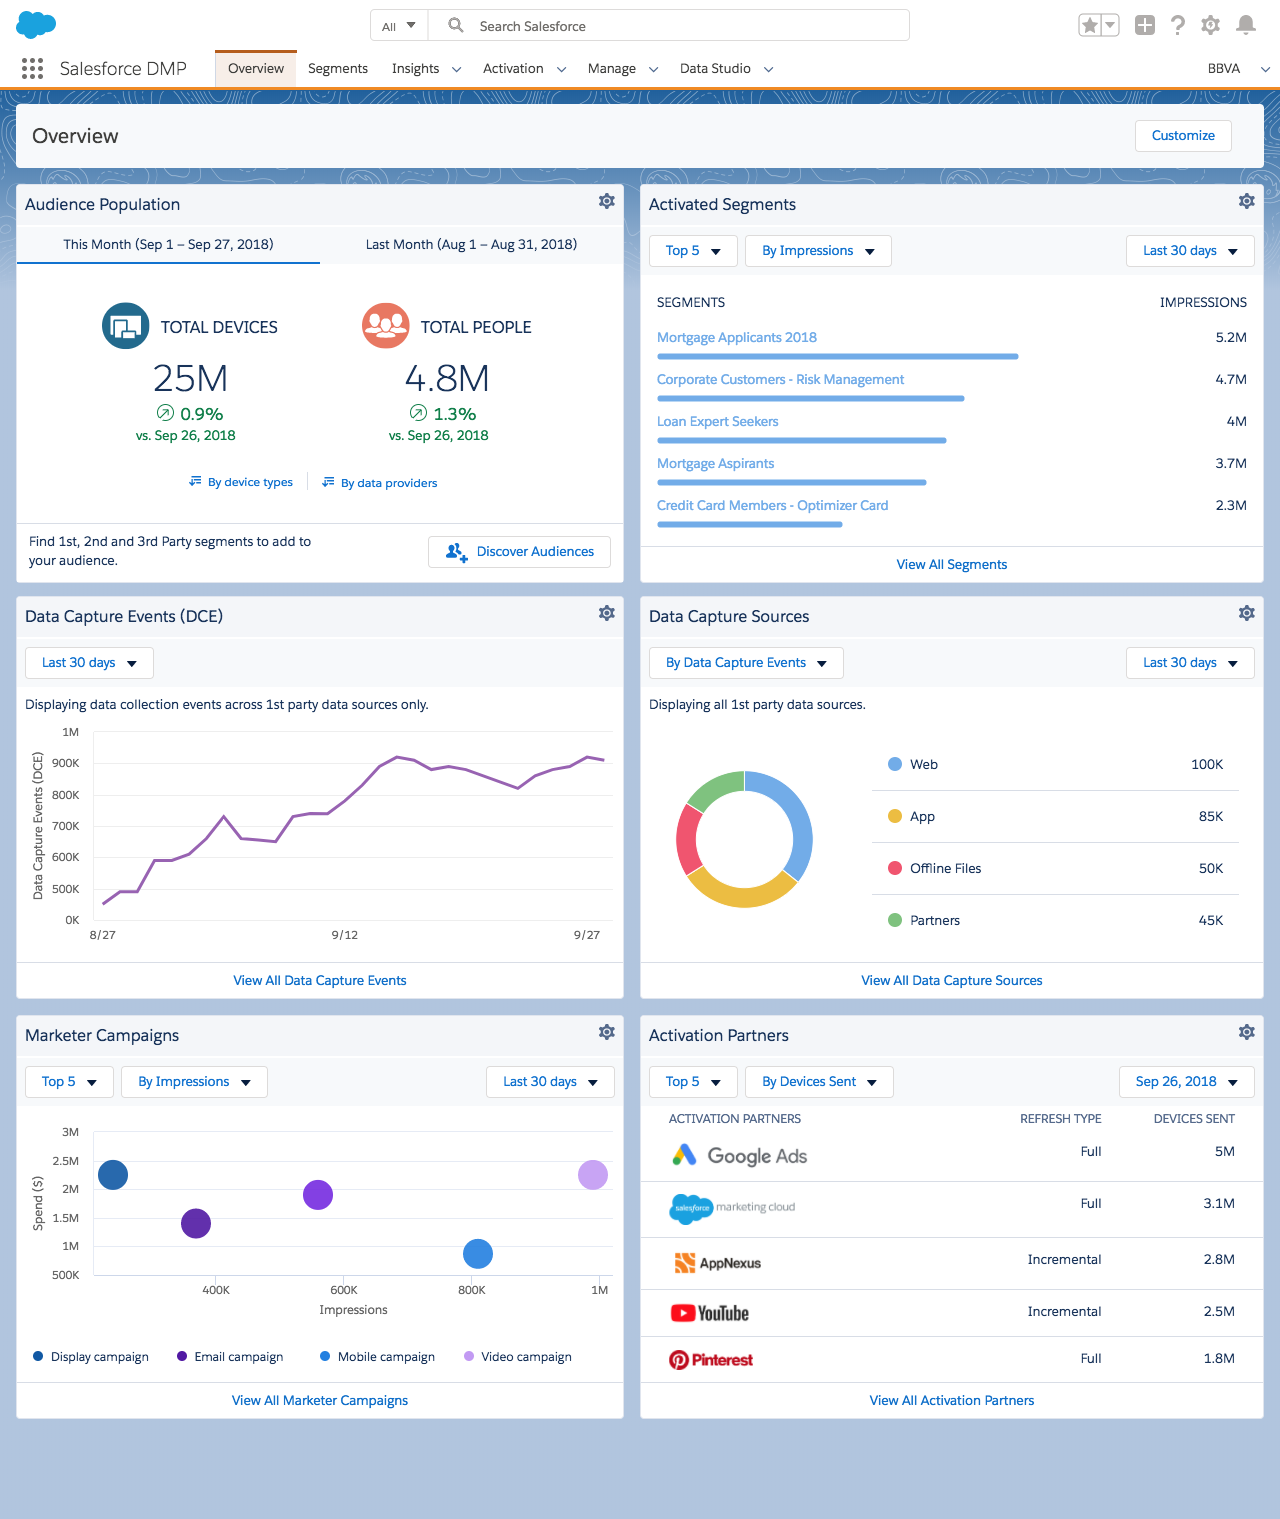 All
Search Salesforce
Salesforce DMP
Overview
Segments
Insights
Activation
Manage
Data Studio
BBVA
Overview
Customize
Audience Population
This Month (Sep 1 – Sep 27, 2018)
Last Month (Aug 1 – Aug 31, 2018)
TOTAL DEVICES
TOTAL PEOPLE
25M
4.8M
0.9%
1.3%
vs. Sep 26, 2018
vs. Sep 26, 2018
By device types
By data providers
Find 1st, 2nd and 3rd Party segments to add to
your audience.
Discover Audiences
Activated Segments
Top 5
By Impressions
Last 30 days
SEGMENTS
IMPRESSIONS
Mortgage Applicants 2018
5.2M
Corporate Customers - Risk Management
4.7M
Loan Expert Seekers
4M
Mortgage Aspirants
3.7M
Credit Card Members - Optimizer Card
2.3M
View All Segments
Data Capture Events (DCE)
Last 30 days
Displaying data collection events across 1st party data sources only.
Data Capture Events (DCE)
1M
900K
800K
700K
600K
500K
0K
8/27
9/12
9/27
View All Data Capture Events
Data Capture Sources
By Data Capture Events
Last 30 days
Displaying all 1st party data sources.
Web
100K
App
85K
Offline Files
50K
Partners
45K
View All Data Capture Sources
Marketer Campaigns
Top 5
By Impressions
Last 30 days
Spend ($)
3M
2.5M
2M
1.5M
1M
500K
400K
600K
800K
1M
Impressions
Display campaign
Email campaign
Mobile campaign
Video campaign
View All Marketer Campaigns
Activation Partners
Top 5
By Devices Sent
Sep 26, 2018
ACTIVATION PARTNERS
REFRESH TYPE
DEVICES SENT
Google Ads
Full
5M
salesforce marketing cloud
Full
3.1M
AppNexus
Incremental
2.8M
YouTube
Incremental
2.5M
Pinterest
Full
1.8M
View All Activation Partners